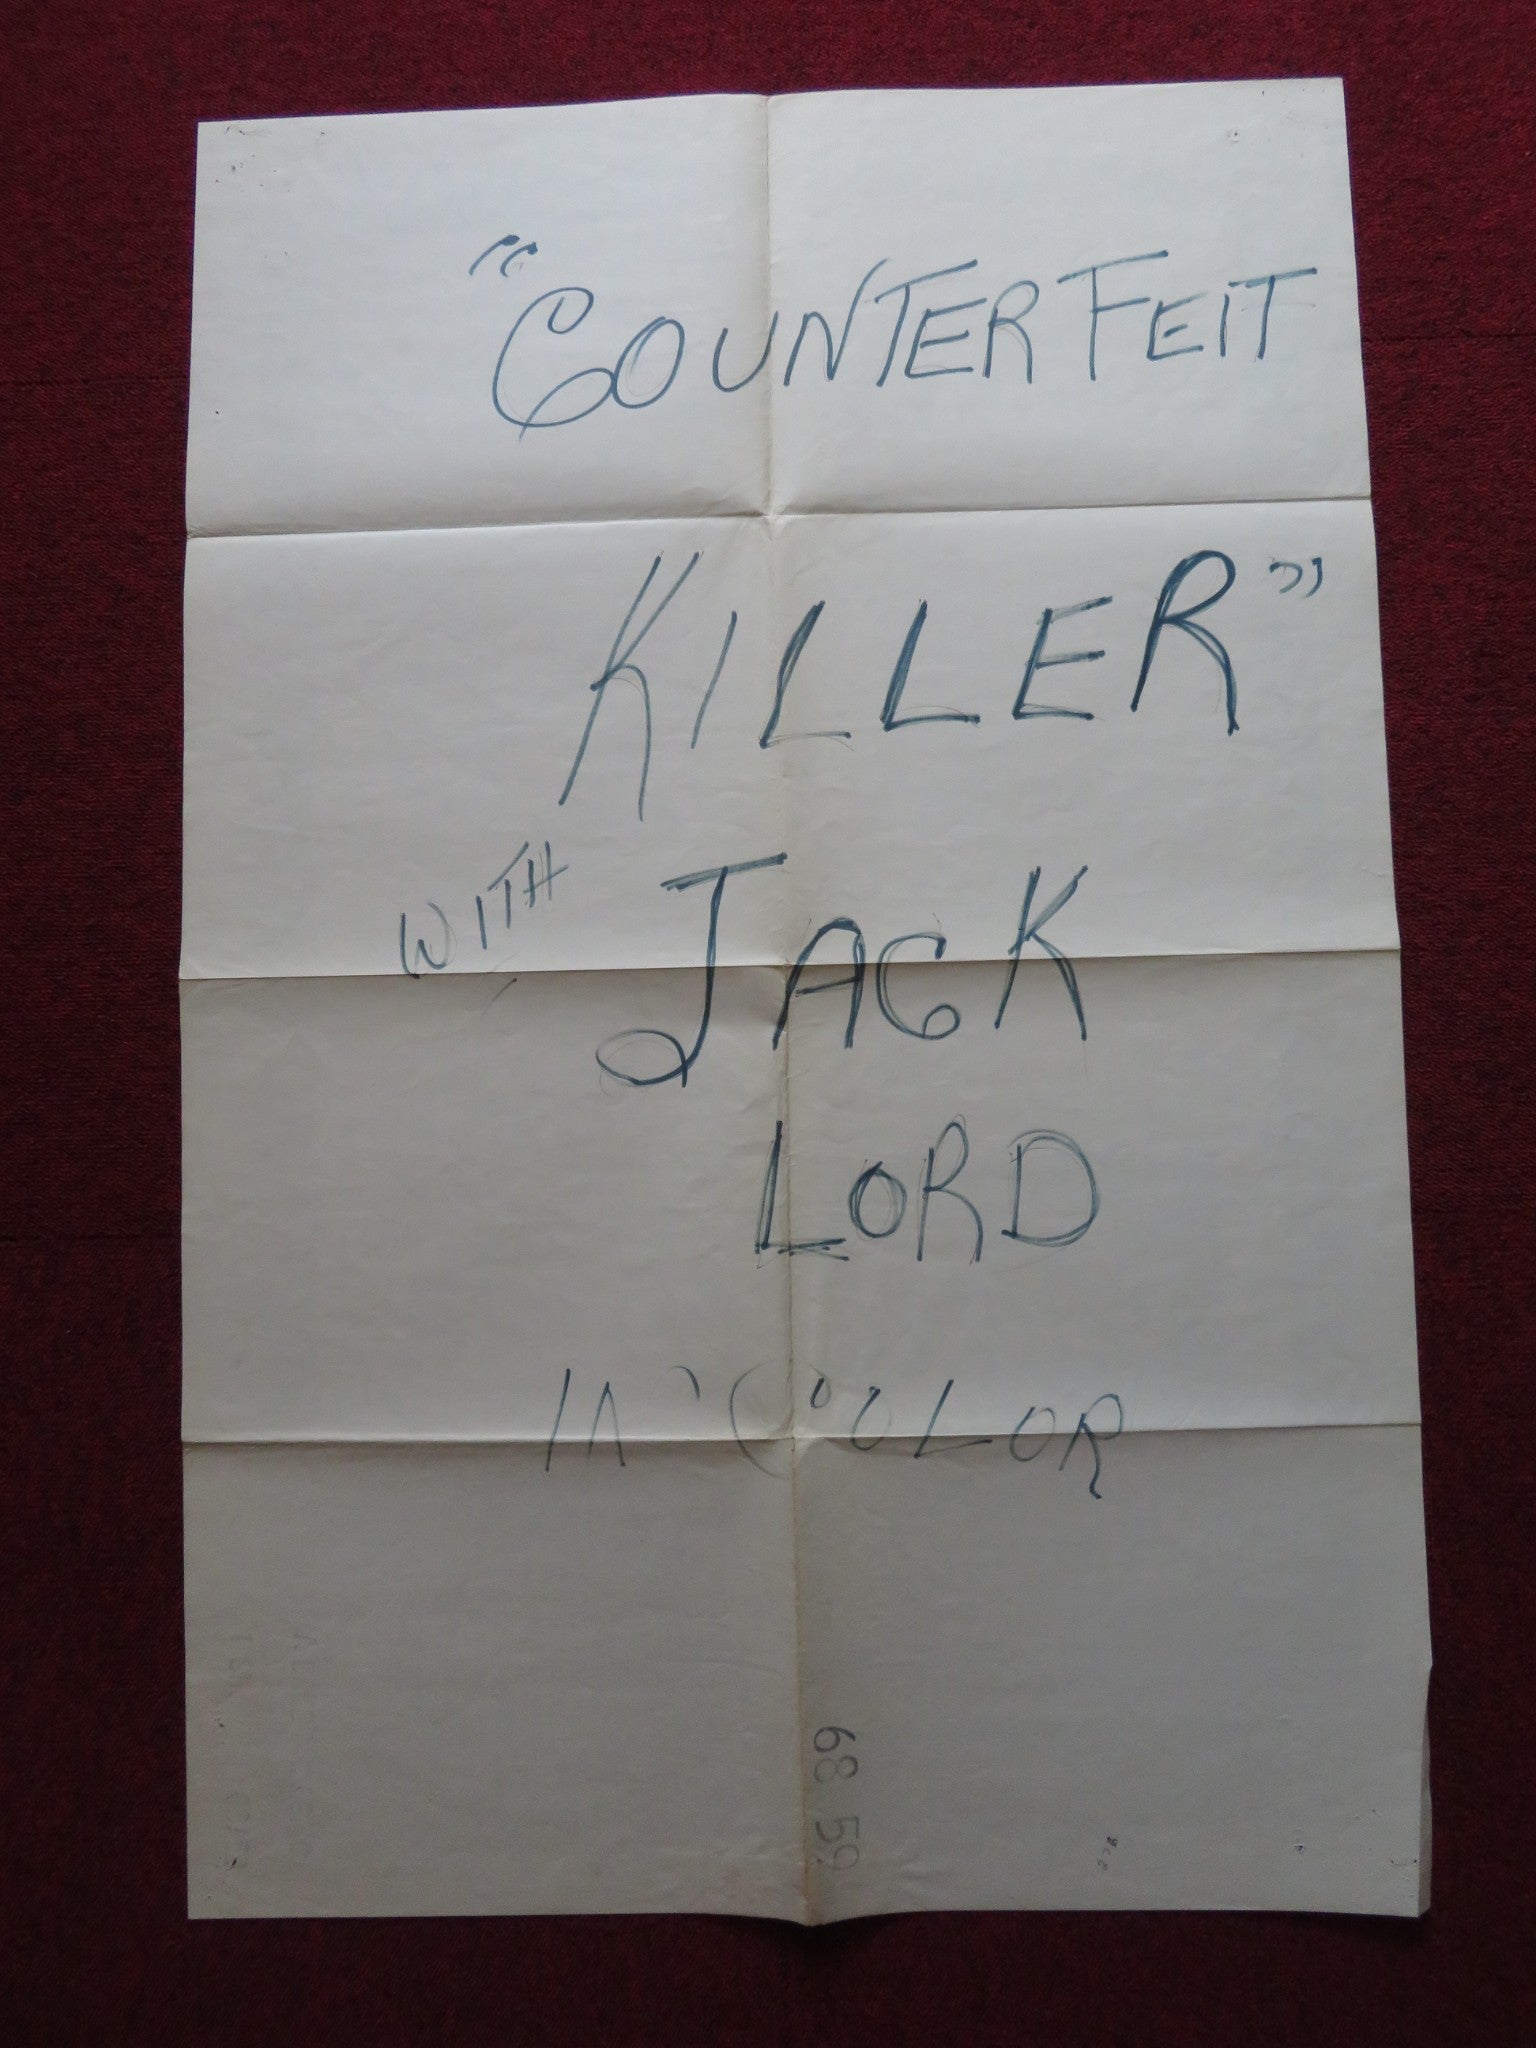 "COUNTERFEIT
KILLER"
WITH JACK
LORD
IN COLOR
68 59